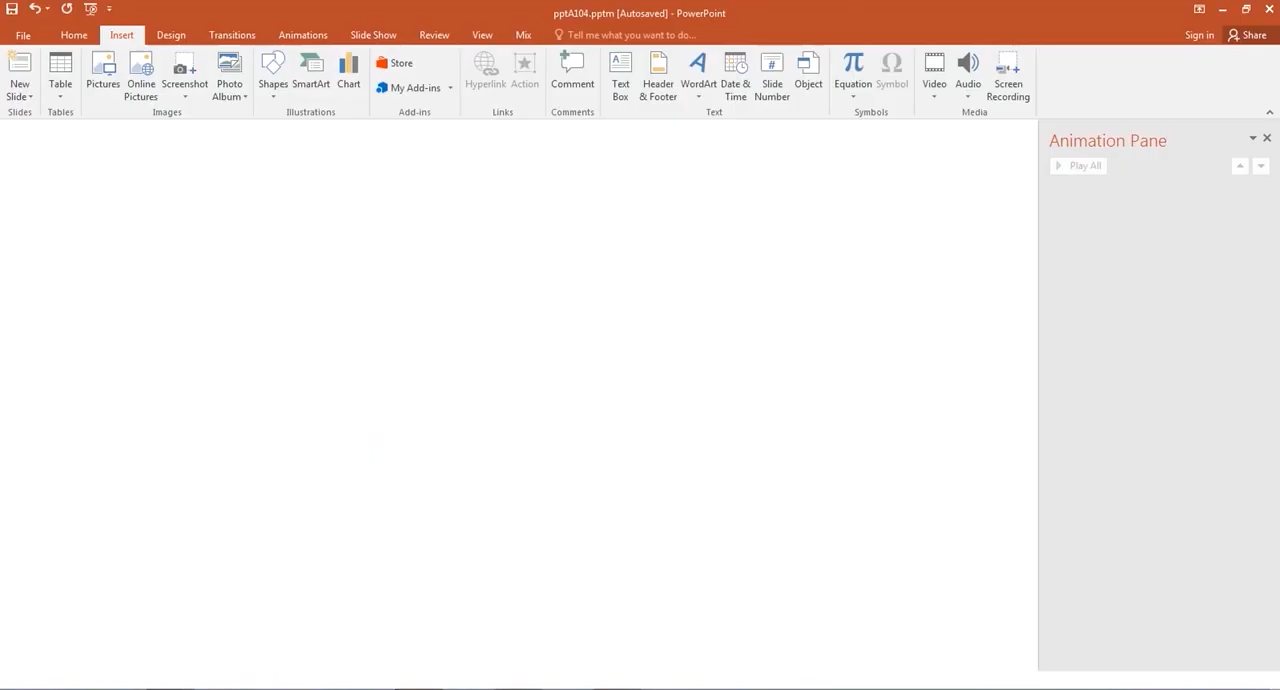 pptA104.pptm [Autosaved] - PowerPoint
File Home Insert Design Transitions Animations Slide Show Review View Mix Tell me what you want to do... Sign in Share
New Slide
Table
Pictures
Online Pictures
Screenshot
Photo Album
Shapes
SmartArt
Chart
Store
My Add-ins
Hyperlink
Action
Comment
Text Box
Header & Footer
WordArt
Date & Time
Slide Number
Object
Equation
Symbol
Video
Audio
Screen Recording
Slides Tables Images Illustrations Add-ins Links Comments Text Symbols Media
Animation Pane
Play All